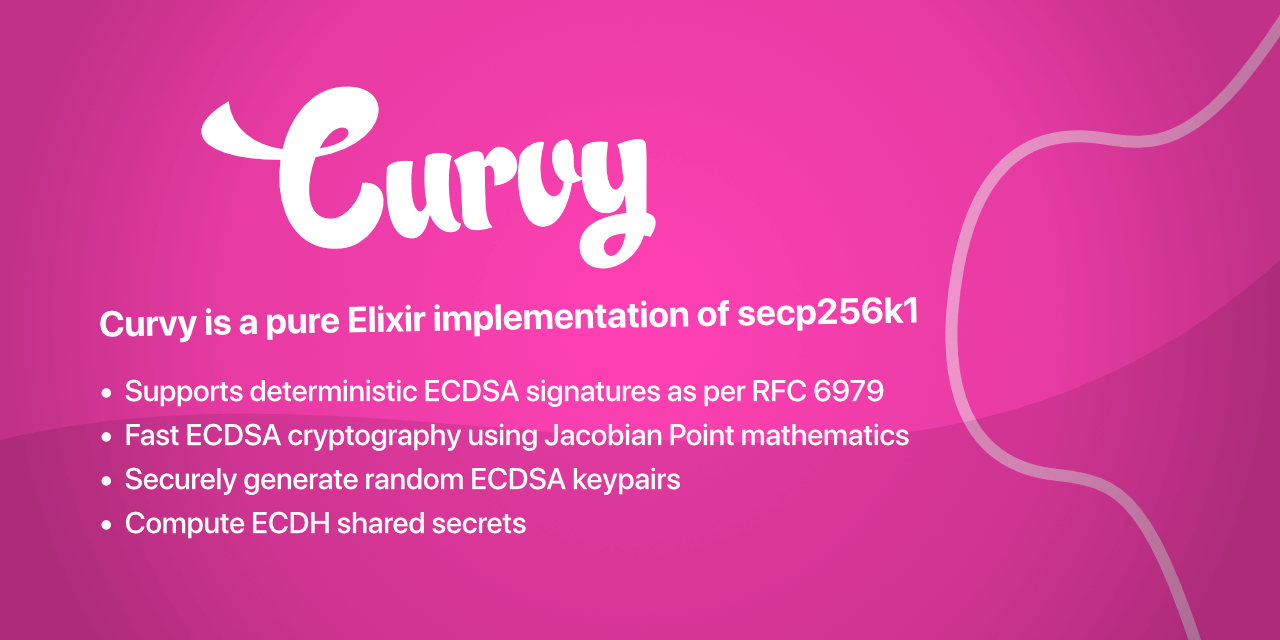 Curvy
Curvy is a pure Elixir implementation of secp256k1
• Supports deterministic ECDSA signatures as per RFC 6979
• Fast ECDSA cryptography using Jacobian Point mathematics
• Securely generate random ECDSA keypairs
• Compute ECDH shared secrets